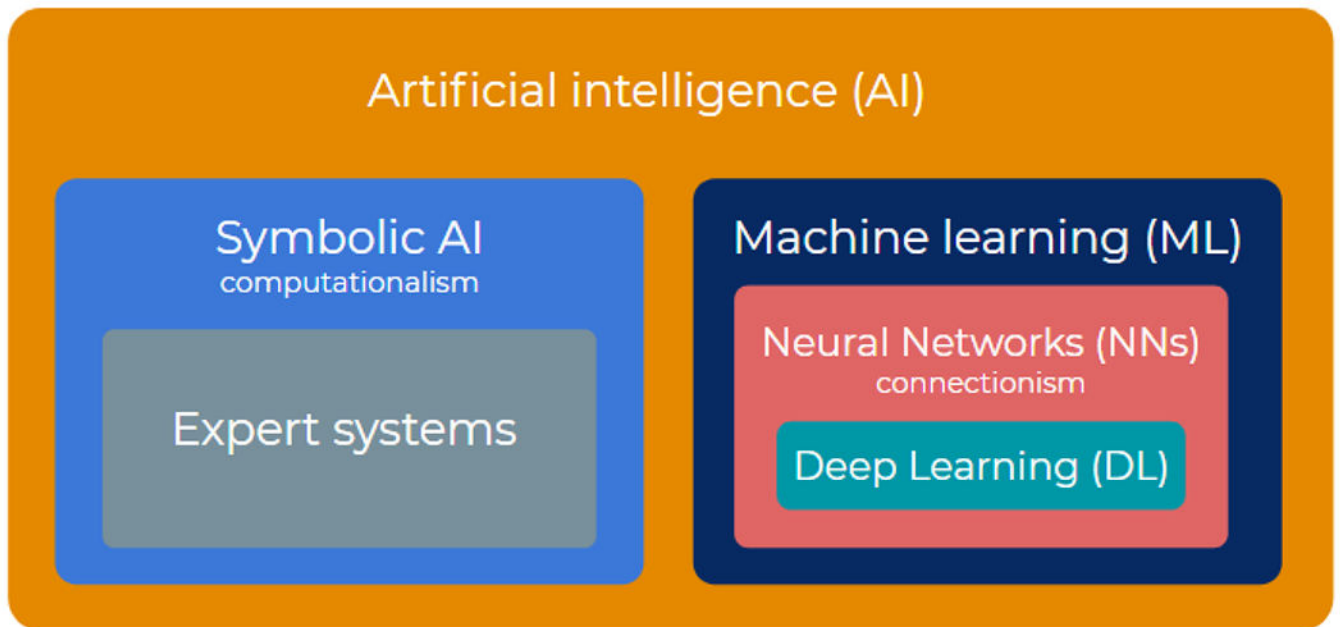 Artificial intelligence (AI)
Symbolic AI
computationalism
Expert systems
Machine learning (ML)
Neural Networks (NNs)
connectionism
Deep Learning (DL)